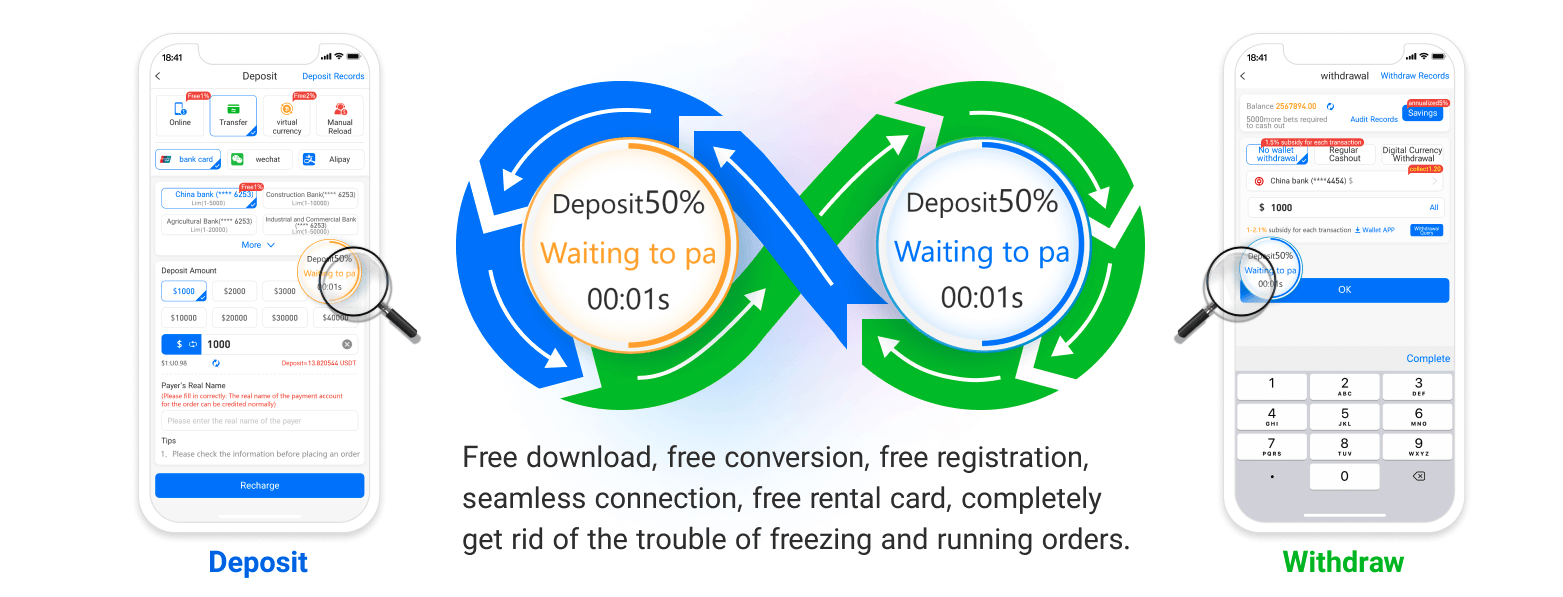 18:41
Deposit
Deposit Records
Free1%
Free2%
Online
Transfer
virtual
currency
Manual
Reload
bank card
wechat
Alipay
Free1%
China bank (**** 6253)
Lim(1-5000)
Construction Bank(**** 6253)
Lim(1-10000)
Agricultural Bank(**** 6253)
Lim(1-20000)
Industrial and Commercial Bank
(**** 6253)
Lim(1-50000)
More
Deposit50%
Waiting to pa
00:01s
Deposit Amount
$1000
$2000
$3000
$10000
$20000
$30000
$40000
$
1000
$1:U0.98
Deposits 13.820544 USDT
Payer's Real Name
(Please fill in correctly: The real name of the payment account
for the order can be credited normally)
Please enter the real name of the payer
Tips
1、Please check the information before placing an order
Recharge
Deposit
Deposit50%
Waiting to pa
00:01s
Deposit50%
Waiting to pa
00:01s
Free download, free conversion, free registration,
seamless connection, free rental card, completely
get rid of the trouble of freezing and running orders.
18:41
withdrawal
Withdraw Records
Balance 2567894.00
annualized5%
Savings
5000more bets required
to cash out
Audit Records
1.5% subsidy for each transaction
No wallet
withdrawal
Regular
Cashout
Digital Currency
Withdrawal
collect1.20
China bank (****4454) $
$ 1000
All
1-2.1% subsidy for each transaction
Wallet APP
Withdrawal
Query
Deposit50%
Waiting to pa
00:01s
OK
Complete
1
2
ABC
3
DEF
4
GHI
5
JKL
6
MNO
7
PQRS
8
TUV
9
WXYZ
.
0
Withdraw